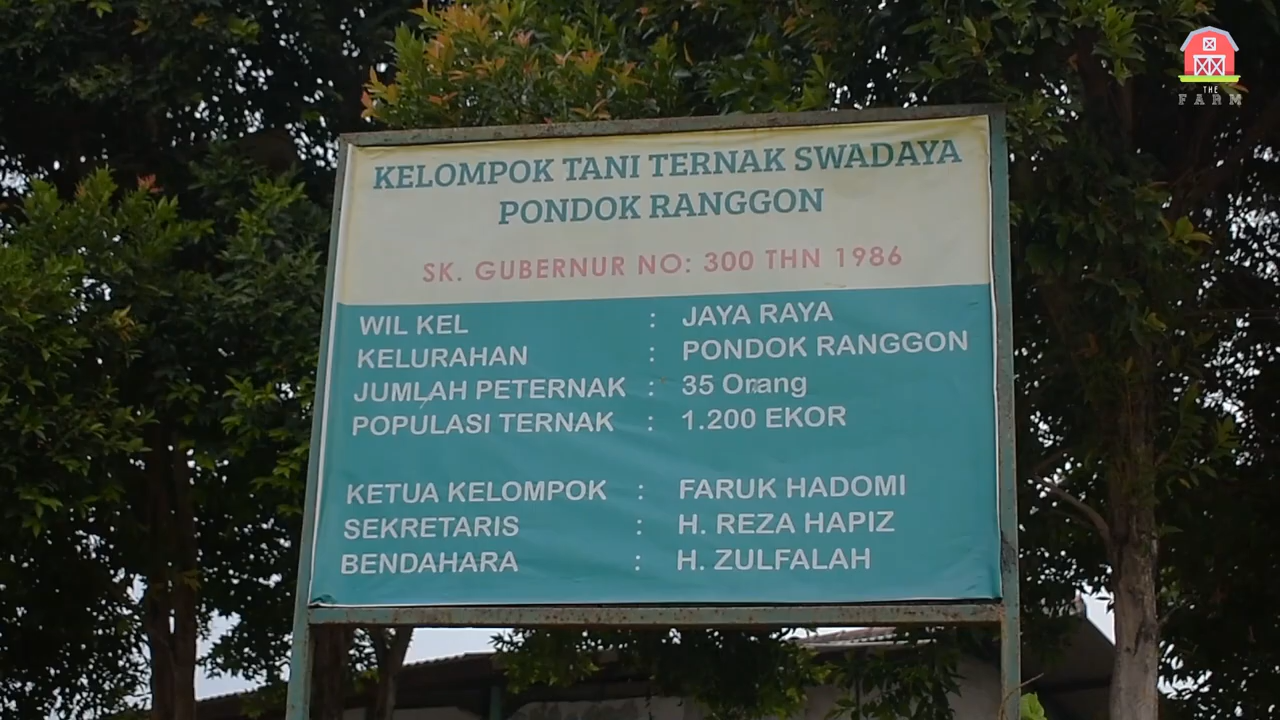 THE
FARM
KELOMPOK TANI TERNAK SWADAYA
PONDOK RANGGON
SK. GUBERNUR NO: 300 THN 1986
WIL KEL : JAYA RAYA
KELURAHAN : PONDOK RANGGON
JUMLAH PETERNAK : 35 Orang
POPULASI TERNAK : 1.200 EKOR
KETUA KELOMPOK : FARUK HADOMI
SEKRETARIS : H. REZA HAPIZ
BENDAHARA : H. ZULFALAH